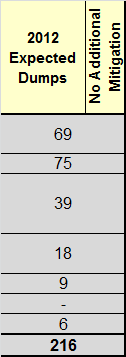 2012
Expected
Dumps
No Additional
Mitigation
69
75
39
18
9
-
6
216